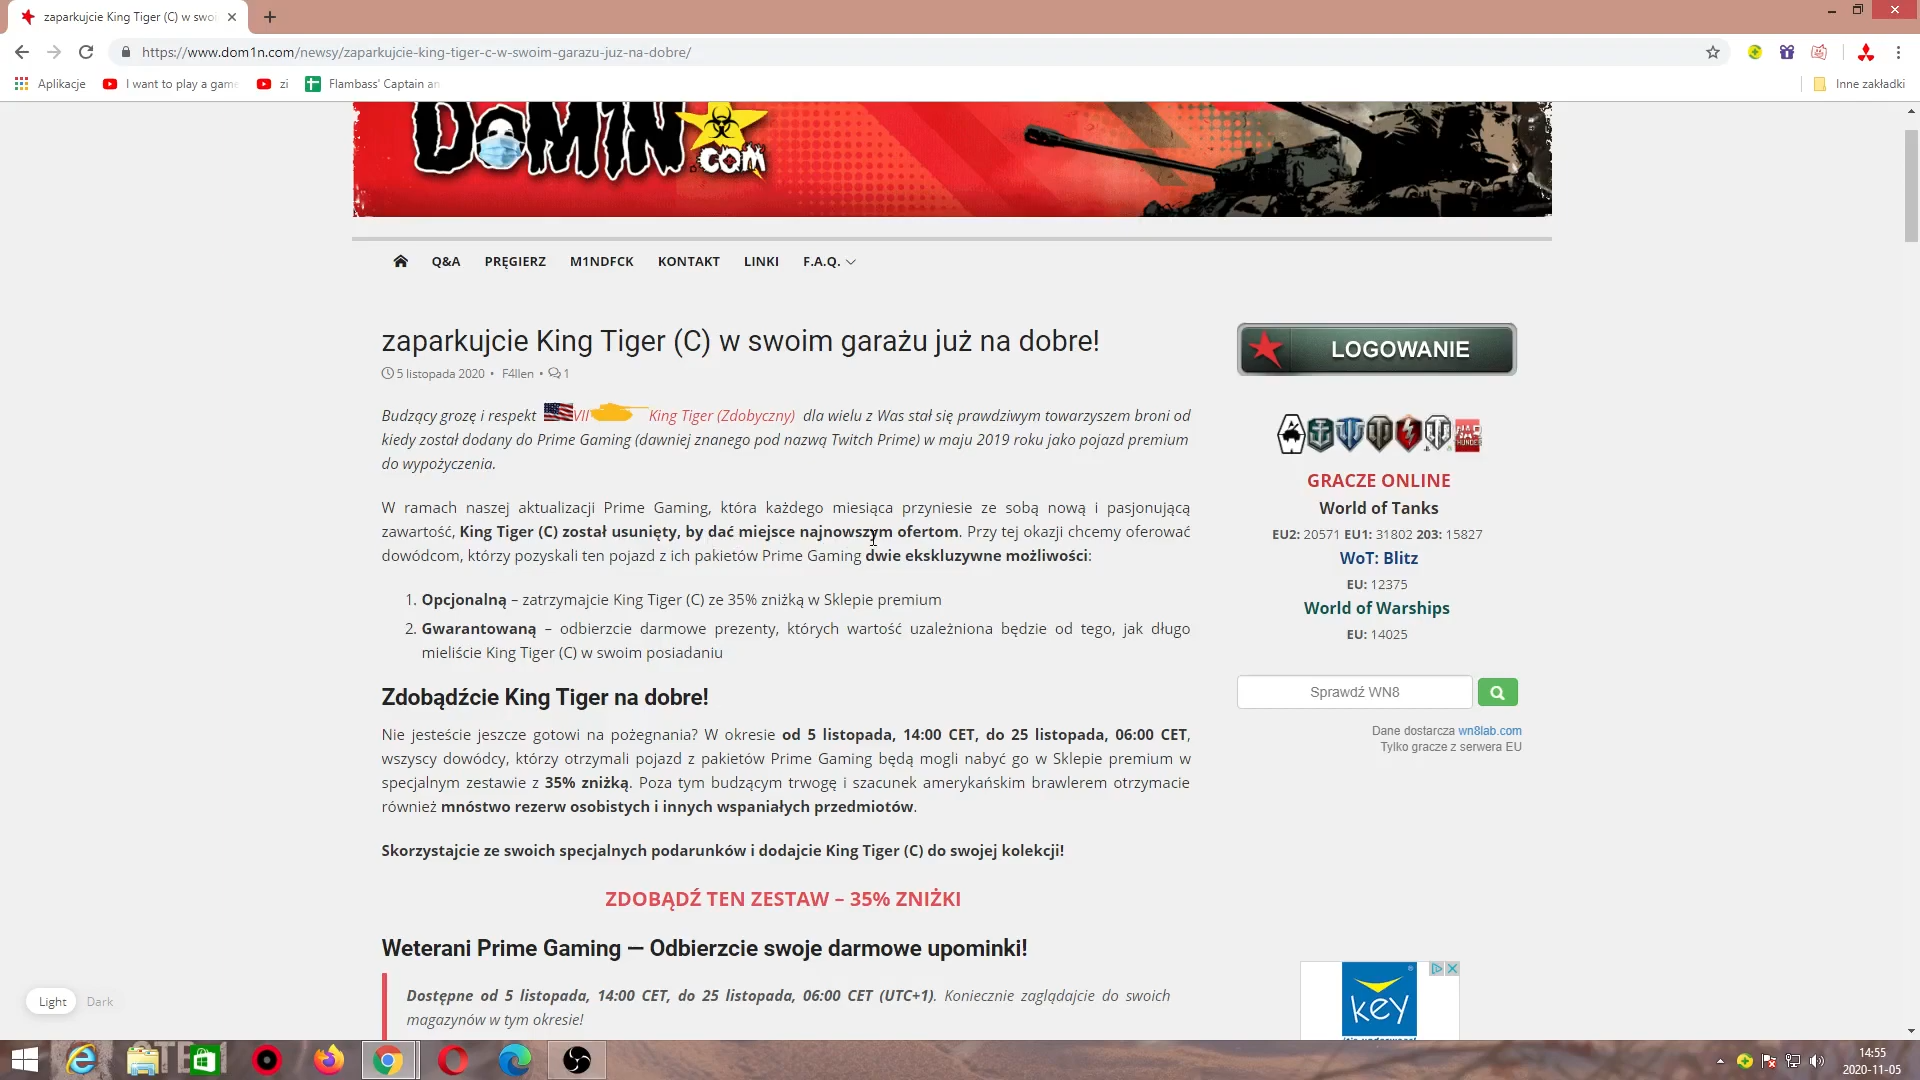 zaparkujcie King Tiger (C) w swoi
https://www.dom1n.com/newsy/zaparkujcie-king-tiger-c-w-swoim-garazu-juz-na-dobre/
Aplikacje I want to play a game zi Flambass' Captain an Inne zakładki
DOM1N
.COM
Q&A PRĘGIERZ M1NDFCK KONTAKT LINKI F.A.Q.
zaparkujcie King Tiger (C) w swoim garażu już na dobre!
5 listopada 2020 • F4llen • 1
Budzący grozę i respekt VII King Tiger (Zdobyczny) dla wielu z Was stał się prawdziwym towarzyszem broni od
kiedy został dodany do Prime Gaming (dawniej znanego pod nazwą Twitch Prime) w maju 2019 roku jako pojazd premium
do wypożyczenia.
W ramach naszej aktualizacji Prime Gaming, która każdego miesiąca przyniesie ze sobą nową i pasjonującą
zawartość, King Tiger (C) został usunięty, by dać miejsce najnowszym ofertom. Przy tej okazji chcemy oferować
dowódcom, którzy pozyskali ten pojazd z ich pakietów Prime Gaming dwie ekskluzywne możliwości:
1. Opcjonalną – zatrzymajcie King Tiger (C) ze 35% zniżką w Sklepie premium
2. Gwarantowaną – odbierzcie darmowe prezenty, których wartość uzależniona będzie od tego, jak długo
mieliście King Tiger (C) w swoim posiadaniu
Zdobądźcie King Tiger na dobre!
Nie jesteście jeszcze gotowi na pożegnania? W okresie od 5 listopada, 14:00 CET, do 25 listopada, 06:00 CET,
wszyscy dowódcy, którzy otrzymali pojazd z pakietów Prime Gaming będą mogli nabyć go w Sklepie premium w
specjalnym zestawie z 35% zniżką. Poza tym budzącym trwogę i szacunek amerykańskim brawlerem otrzymacie
również mnóstwo rezerw osobistych i innych wspaniałych przedmiotów.
Skorzystajcie ze swoich specjalnych podarunków i dodajcie King Tiger (C) do swojej kolekcji!
ZDOBĄDŹ TEN ZESTAW – 35% ZNIŻKI
Weterani Prime Gaming — Odbierzcie swoje darmowe upominki!
Dostępne od 5 listopada, 14:00 CET, do 25 listopada, 06:00 CET (UTC+1). Koniecznie zaglądajcie do swoich
magazynów w tym okresie!
LOGOWANIE
GRACZE ONLINE
World of Tanks
EU2: 20571 EU1: 31802 203: 15827
WoT: Blitz
EU: 12375
World of Warships
EU: 14025
Sprawdź WN8
Dane dostarcza wn8lab.com
Tylko gracze z serwera EU
key
Light Dark
14:55
2020-11-05